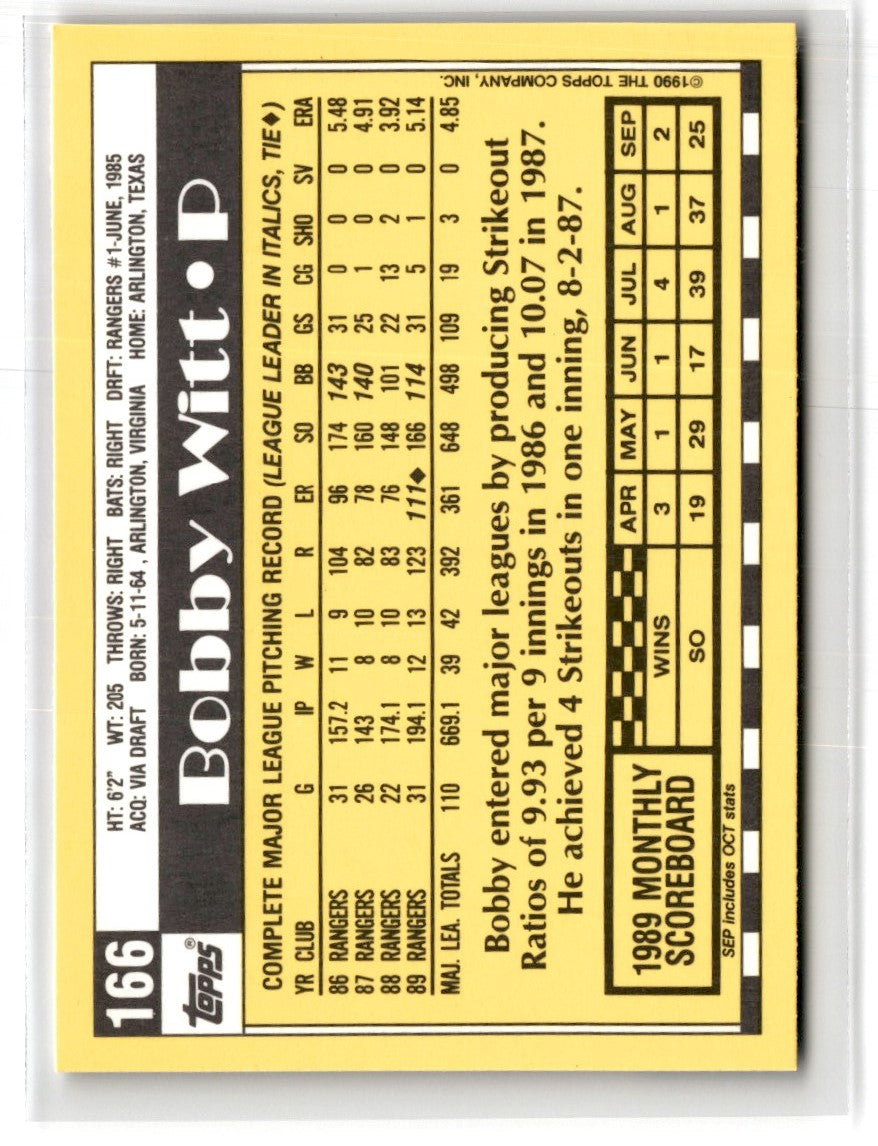 166
HT: 6'2" WT: 205 THROWS: RIGHT BATS: RIGHT DRFT: RANGERS #1-JUNE, 1985
ACQ: VIA DRAFT BORN: 5-11-64 , ARLINGTON, VIRGINIA HOME: ARLINGTON, TEXAS
topps®
Bobby Witt • P
COMPLETE MAJOR LEAGUE PITCHING RECORD (LEAGUE LEADER IN ITALICS, TIE◆)
YR CLUB G IP W L R ER SO BB GS CG SHO SV ERA
86 RANGERS 31 157.2 11 9 104 96 174 143 31 0 0 0 5.48
87 RANGERS 26 143 8 10 82 78 160 140 25 1 0 0 4.91
88 RANGERS 22 174.1 8 10 83 76 148 101 22 13 2 0 3.92
89 RANGERS 31 194.1 12 13 123 111◆ 166 114 31 5 1 0 5.14
MAJ. LEA. TOTALS 110 669.1 39 42 392 361 648 498 109 19 3 0 4.85
Bobby entered major leagues by producing Strikeout
Ratios of 9.93 per 9 innings in 1986 and 10.07 in 1987.
He achieved 4 Strikeouts in one inning, 8-2-87.
1989 MONTHLY
SCOREBOARD
APR MAY JUN JUL AUG SEP
WINS 3 1 1 4 1 2
SO 19 29 17 39 37 25
SEP includes OCT stats
©1990 THE TOPPS COMPANY, INC.